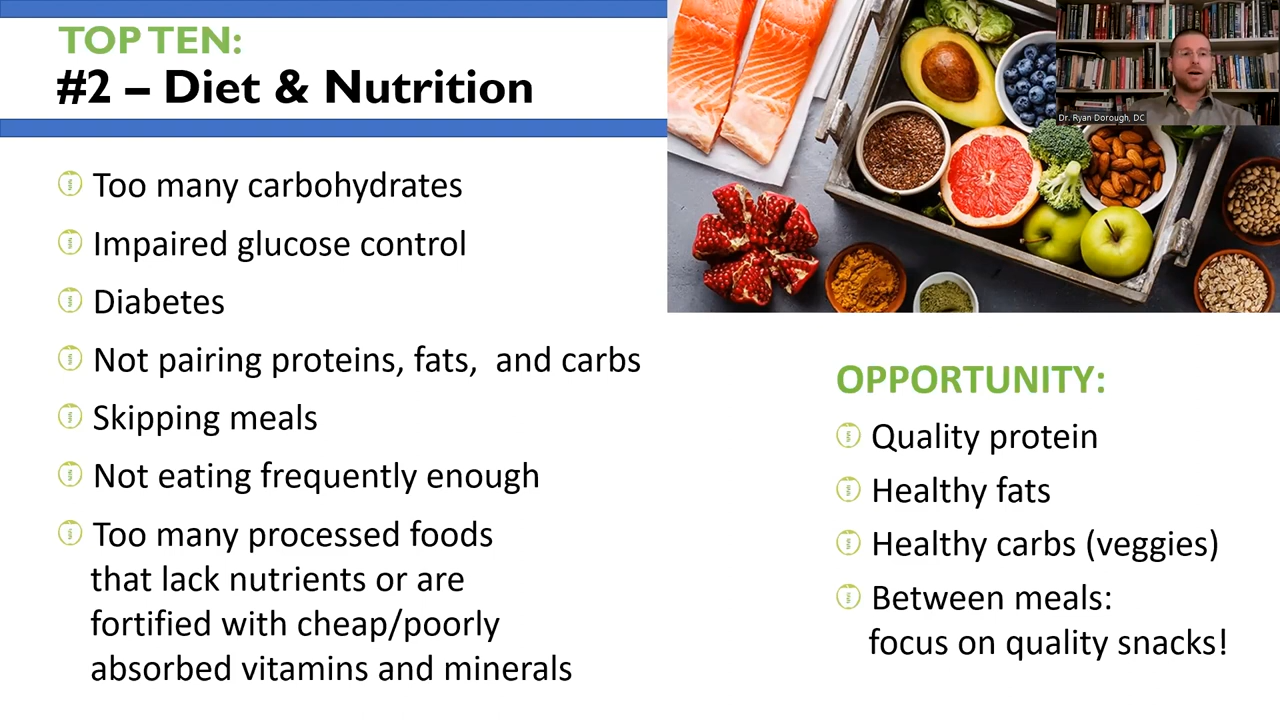 TOP TEN:
#2 – Diet & Nutrition
Too many carbohydrates
Impaired glucose control
Diabetes
Not pairing proteins, fats,  and carbs
Skipping meals
Not eating frequently enough
Too many processed foods
that lack nutrients or are
fortified with cheap/poorly
absorbed vitamins and minerals
Dr. Ryan Dorough, DC
OPPORTUNITY:
Quality protein
Healthy fats
Healthy carbs (veggies)
Between meals:
focus on quality snacks!